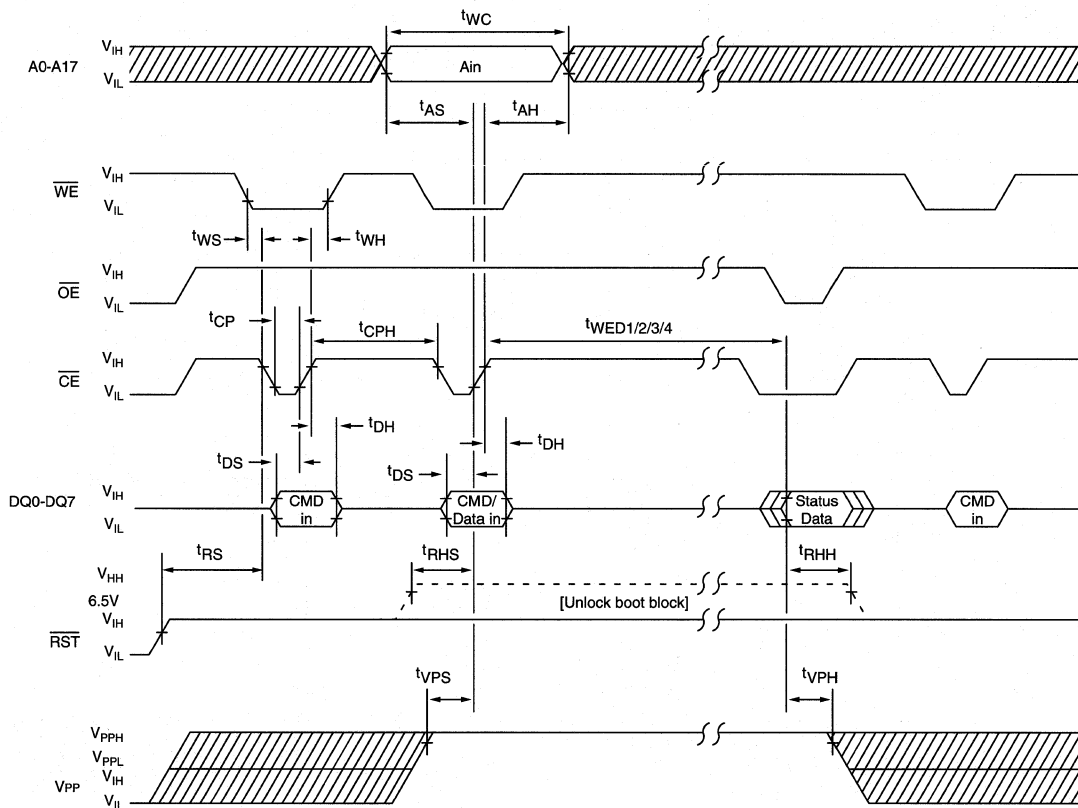 tWC
VIH
A0-A17
Ain
VIL
tAS
tAH
VIH
WE
VIL
tWS
tWH
VIH
OE
VIL
tCP
tCPH
tWED1/2/3/4
VIH
CE
VIL
tDH
tDH
tDS
tDS
VIH
DQ0-DQ7
VIL
CMD
in
CMD/
Data in
Status
Data
CMD
in
tRS
tRHS
tRHH
VHH
6.5V
[Unlock boot block]
VIH
RST
VIL
tVPS
tVPH
VPPH
VPPL
VIH
VPP
VIL